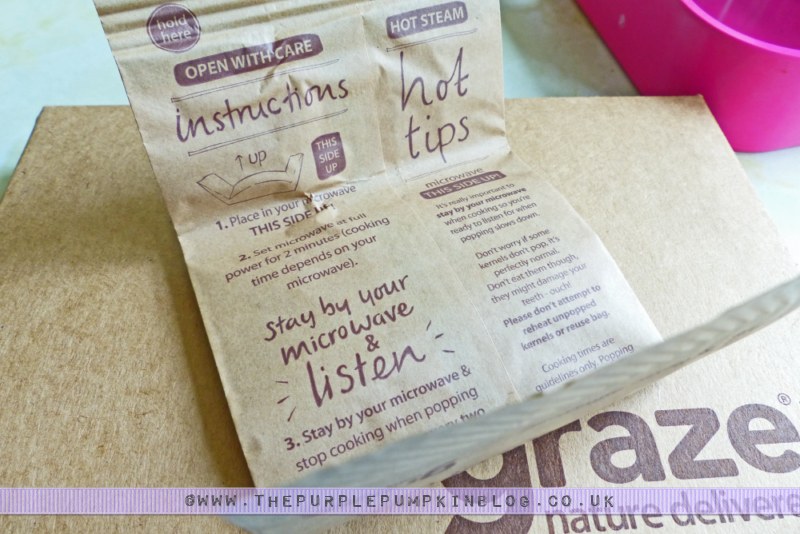 hold
here
OPEN WITH CARE
instructions
↑ up
THIS
SIDE
UP
1. Place in your microwave
THIS SIDE UP!
2. Set microwave at full
power for 2 minutes (cooking
time depends on your
microwave).
stay by your
microwave
&
listen
3. Stay by your microwave &
stop cooking when popping
two
HOT STEAM
hot
tips
microwave
THIS SIDE UP!
It's really important to
stay by your microwave
when cooking so you're
ready to listen for when
popping slows down.
Don't worry if some
kernels don't pop, it's
perfectly normal.
Don't eat them though,
they might damage your
teeth - ouch!
Please don't attempt to
reheat unpopped
kernels or reuse bag.
Cooking times are
guidelines only. Popping
graze®
nature delivere
©WWW.THEPURPLEPUMPKINBLOG.CO.UK